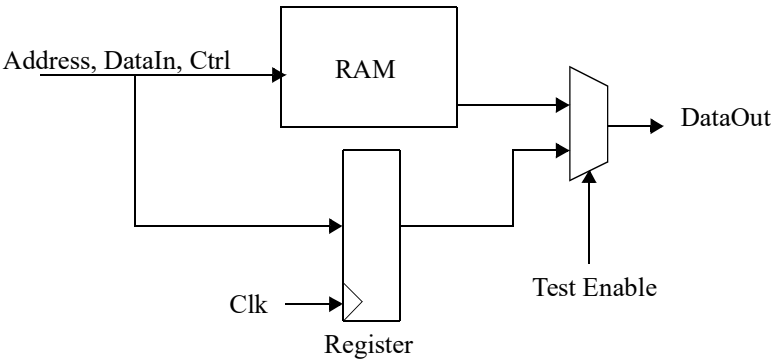 Address, DataIn, Ctrl
RAM
DataOut
Test Enable
Clk
Register